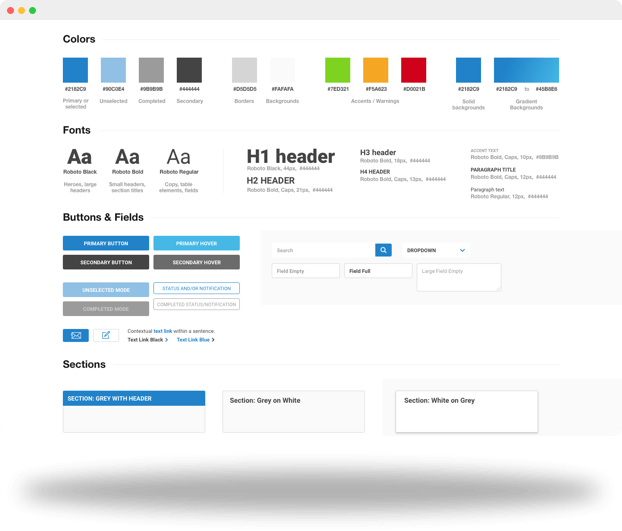 Colors
#2182C9 #90C0E4 #9B9B9B #444444 #D5D5D5 #FAFAFA #7ED321 #F5A623 #D0021B #2182C9 #2182C9 to #45B8E6
Primary or selected Unselected Completed Secondary Borders Backgrounds Accents / Warnings Solid backgrounds Gradient Backgrounds
Fonts
Aa Aa Aa
Roboto Black Roboto Bold Roboto Regular
Heroes, large headers Small headers, section titles Copy, table elements, fields
H1 header
Roboto Black, 44px, #444444
H2 HEADER
Roboto Bold, Caps, 21px, #444444
H3 header
Roboto Bold, 18px, #444444
H4 HEADER
Roboto Bold, Caps, 13px, #444444
ACCENT TEXT
Roboto Bold, Caps, 10px, #9B9B9B
PARAGRAPH TITLE
Roboto Bold, Caps, 12px, #444444
Paragraph text
Roboto Regular, 12px, #444444
Buttons & Fields
PRIMARY BUTTON PRIMARY HOVER
SECONDARY BUTTON SECONDARY HOVER
UNSELECTED MODE STATUS AND/OR NOTIFICATION
COMPLETED MODE COMPLETED STATUS/NOTIFICATION
Contextual text link within a sentence.
Text Link Black Text Link Blue
Search DROPDOWN
Field Empty Field Full Large Field Empty
Sections
SECTION: GREY WITH HEADER Section: Grey on White Section: White on Grey